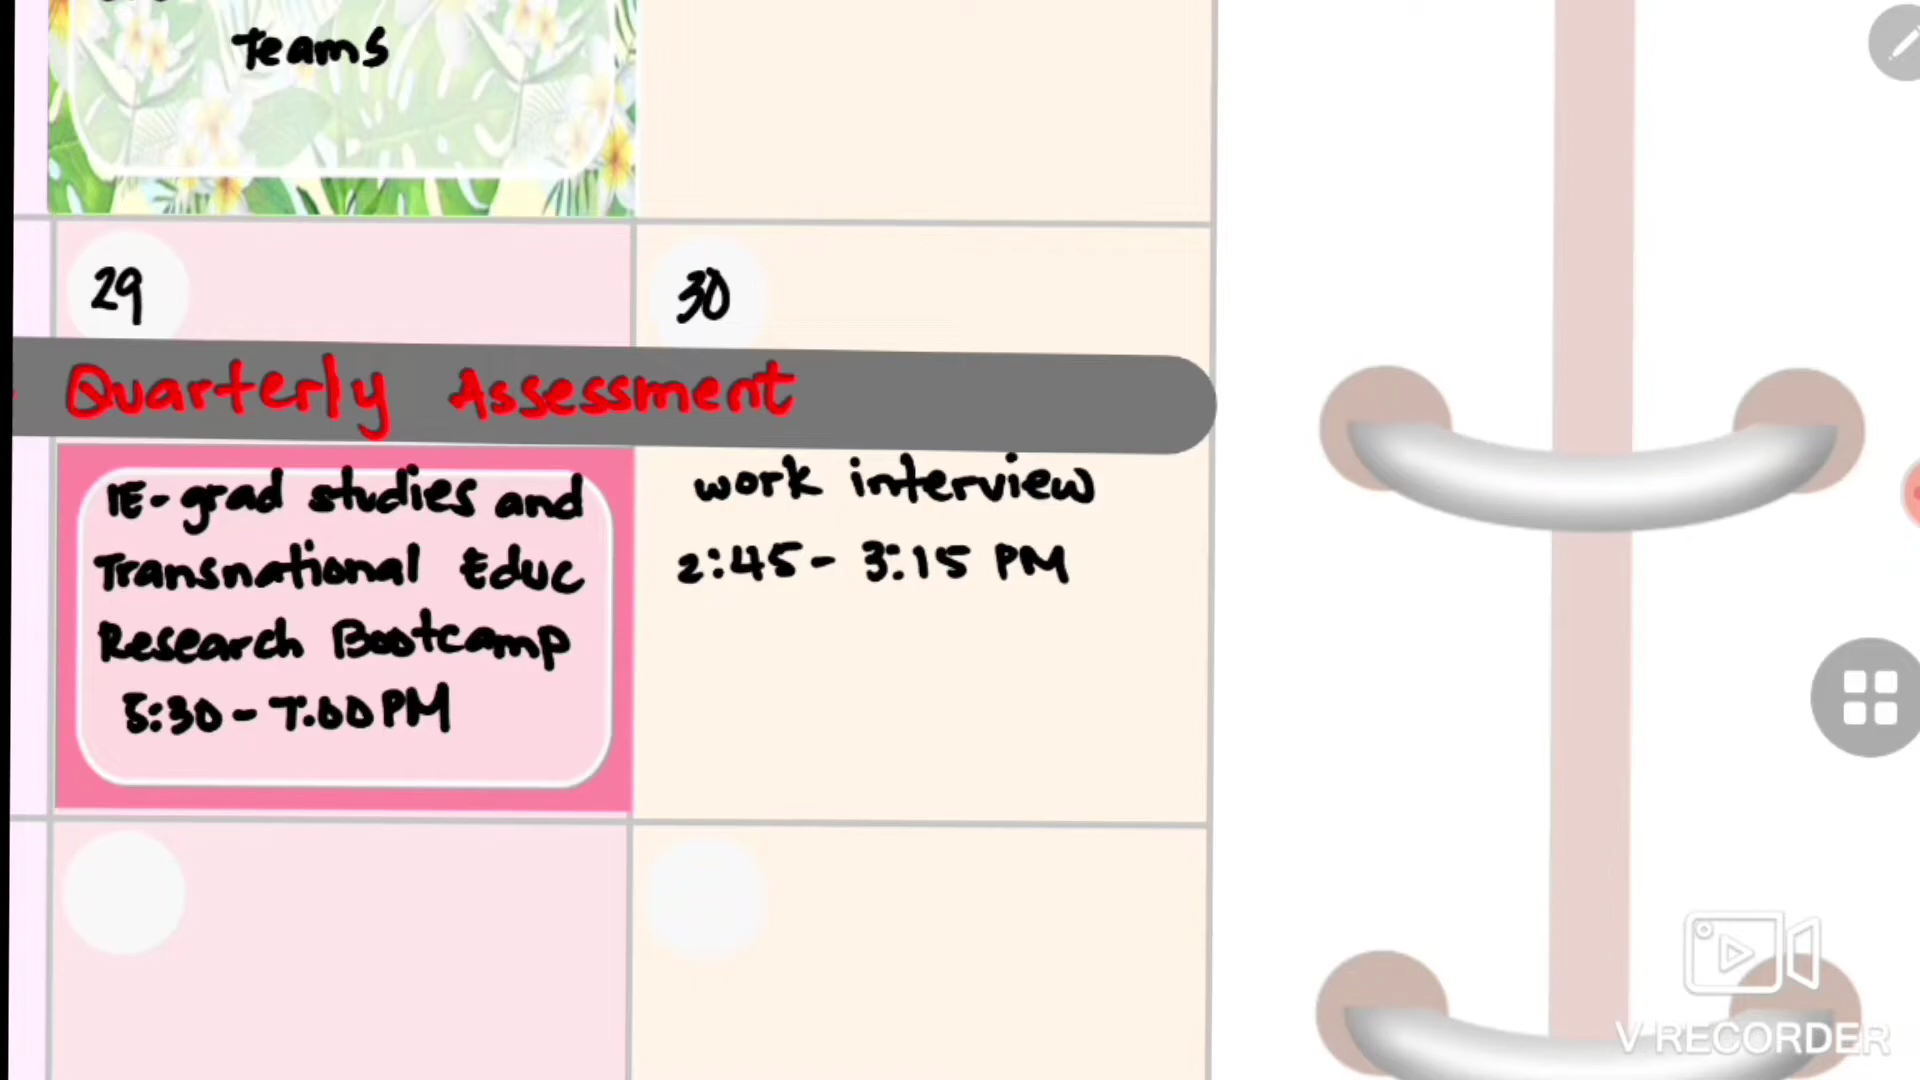 Teams
29
30
Quarterly Assessment
IE-grad studies and
Transnational Educ
Research Bootcamp
5:30 - 7:00 PM
work interview
2:45 - 3:15 PM
V RECORDER